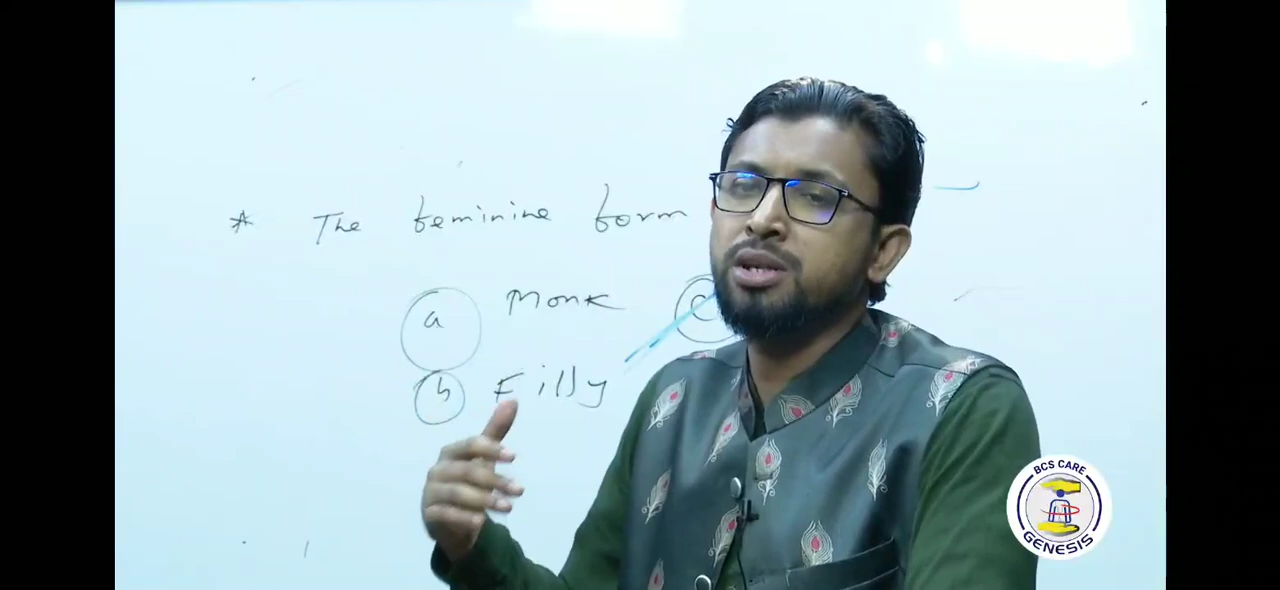 * The feminine form
a Monk c
b Filly
BCS CARE
GENESIS